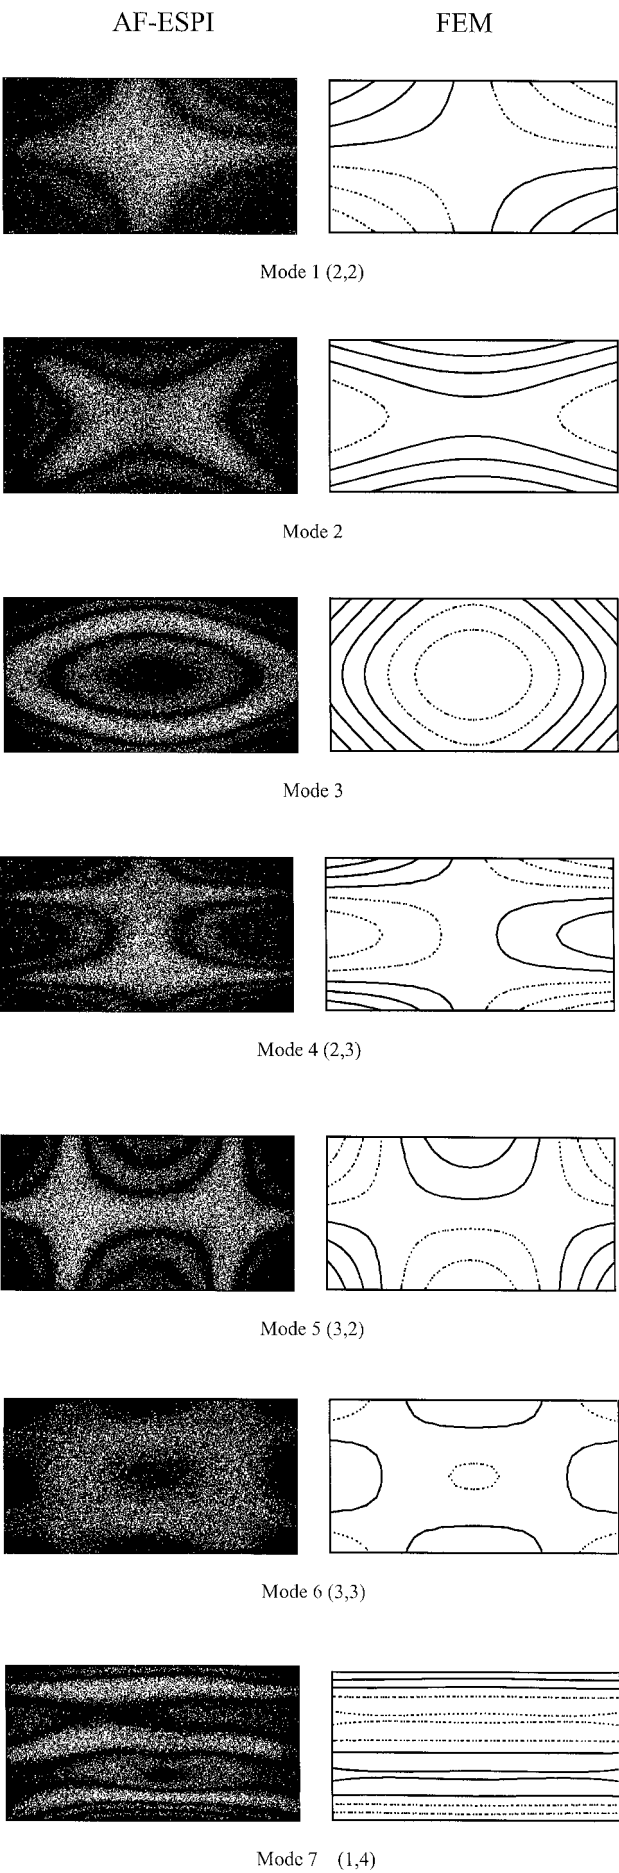 AF-ESPI FEM
Mode 1 (2,2)
Mode 2
Mode 3
Mode 4 (2,3)
Mode 5 (3,2)
Mode 6 (3,3)
Mode 7 (1,4)